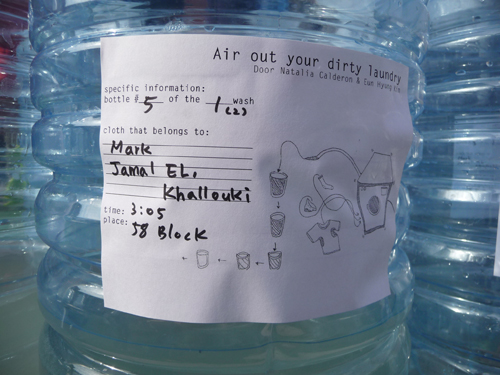 Air out your dirty laundry
Door Natalia Calderon & Eun Hyung
specific information:
bottle # 5 of the 1 (2) wash
cloth that belongs to:
Mark
Jamal EL.
Khallouki
time: 3:05
place: 58 Block